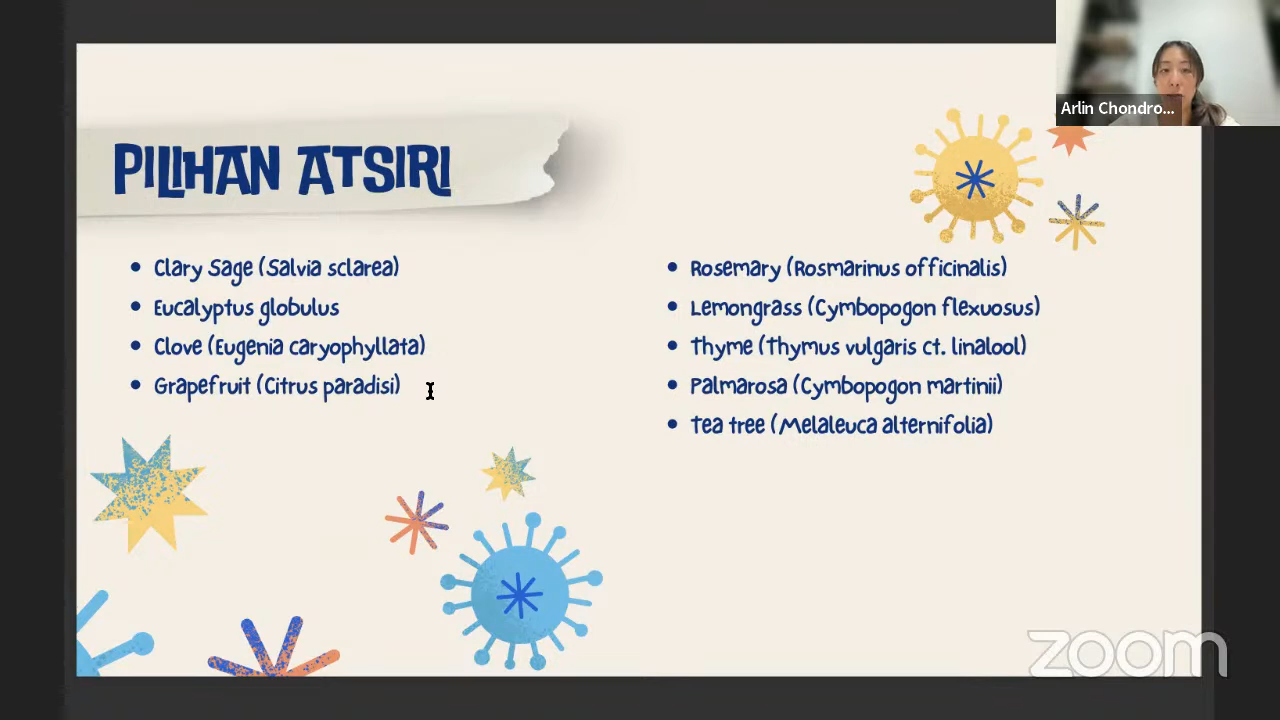 Arlin Chondro...
PILIHAN ATSIRI
• Clary Sage (Salvia sclarea)
• Eucalyptus globulus
• Clove (Eugenia caryophyllata)
• Grapefruit (Citrus paradisi)
• Rosemary (Rosmarinus officinalis)
• Lemongrass (Cymbopogon flexuosus)
• Thyme (Thymus vulgaris ct. linalool)
• Palmarosa (Cymbopogon martinii)
• Tea tree (Melaleuca alternifolia)
zoom